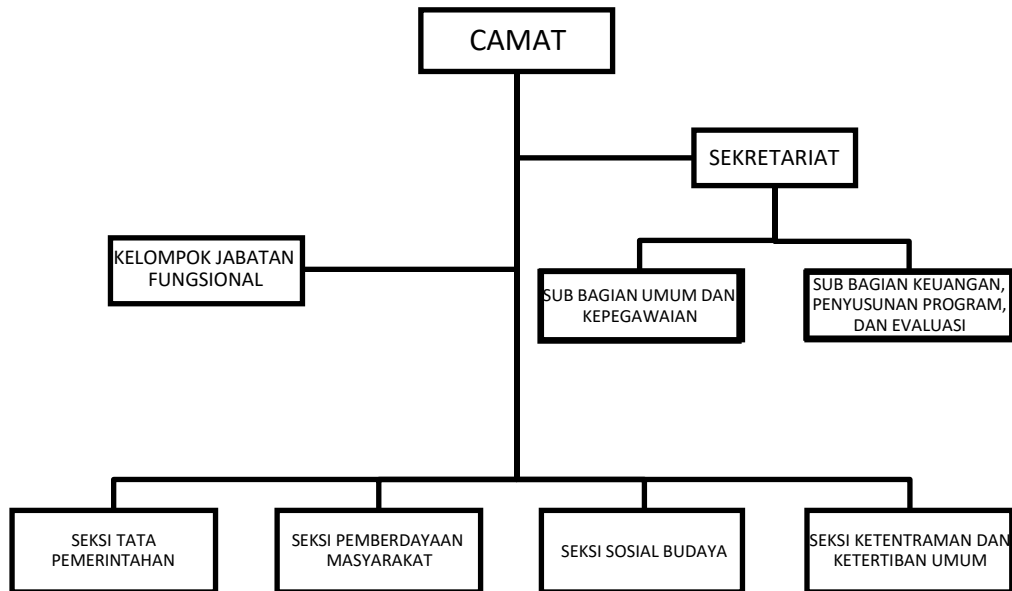 CAMAT
SEKRETARIAT
KELOMPOK JABATAN
FUNGSIONAL
SUB BAGIAN UMUM DAN
KEPEGAWAIAN
SUB BAGIAN KEUANGAN,
PENYUSUNAN PROGRAM,
DAN EVALUASI
SEKSI TATA
PEMERINTAHAN
SEKSI PEMBERDAYAAN
MASYARAKAT
SEKSI SOSIAL BUDAYA
SEKSI KETENTRAMAN DAN
KETERTIBAN UMUM